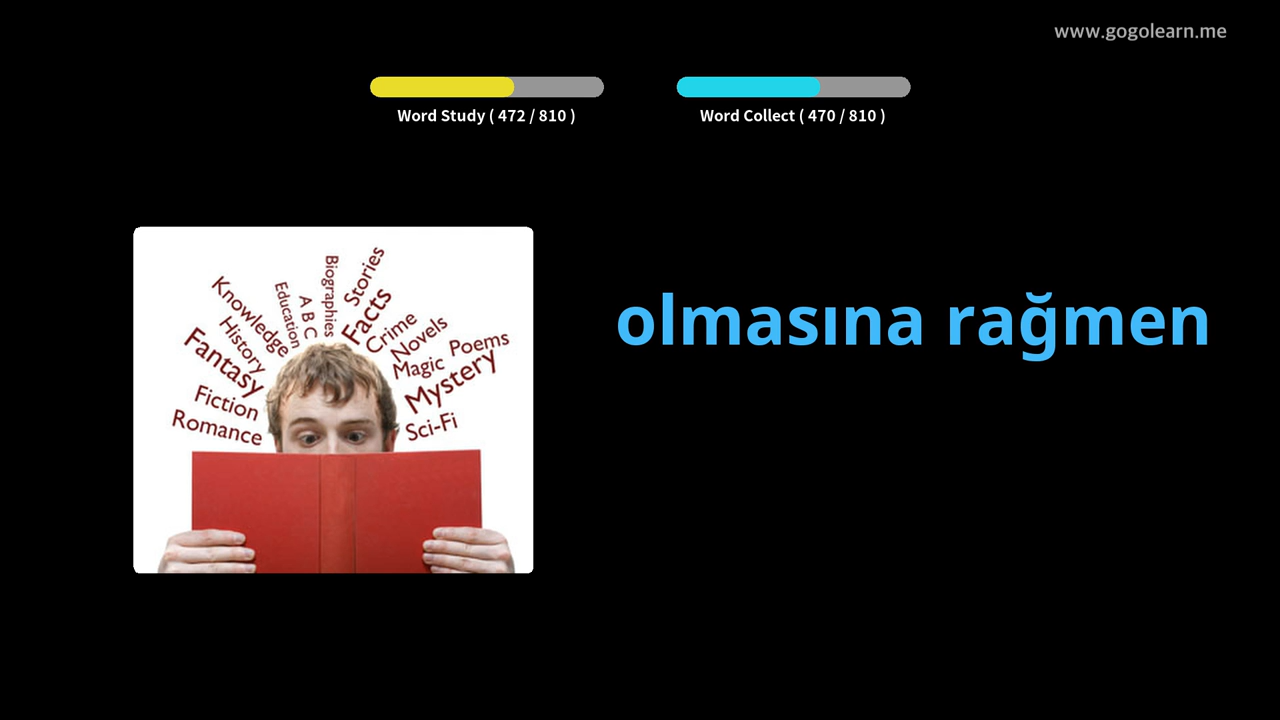 www.gogolearn.me
Word Study ( 472 / 810 )
Word Collect ( 470 / 810 )
Knowledge
Education
A B C
Biographies
Stories
Facts
History
Crime
Novels
Fantasy
Magic
Poems
Mystery
Fiction
Romance
Sci-Fi
olmasına rağmen